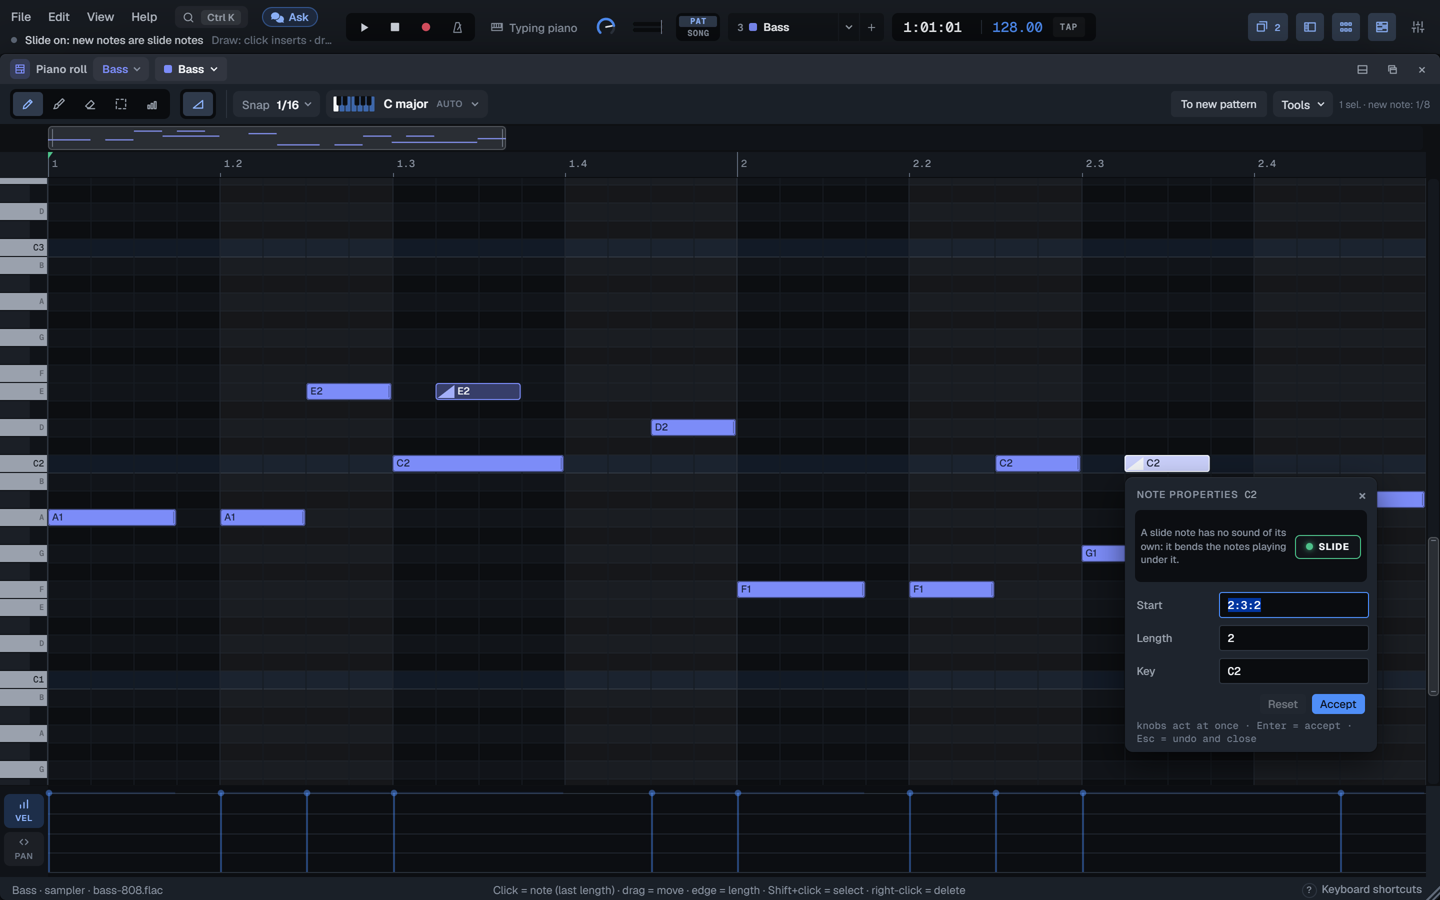 File Edit View Help Ctrl K Ask
Typing piano PAT SONG 3 Bass + 1:01:01 128.00 TAP 2
Slide on: new notes are slide notes Draw: click inserts · dr…
Piano roll Bass Bass
Snap 1/16 C major AUTO To new pattern Tools 1 sel. · new note: 1/8
1 1.2 1.3 1.4 2 2.2 2.3 2.4
D
C3
B
A
G
F
E E2 E2
D D2
C2 C2 C2 C2
B
A A1 A1
G G1
F F1 F1
E
D
C1
B
A
G
NOTE PROPERTIES C2 ×
A slide note has no sound of its
own: it bends the notes playing
under it.
SLIDE
Start 2:3:2
Length 2
Key C2
Reset Accept
knobs act at once · Enter = accept ·
Esc = undo and close
VEL
PAN
Bass · sampler · bass-808.flac Click = note (last length) · drag = move · edge = length · Shift+click = select · right-click = delete ? Keyboard shortcuts